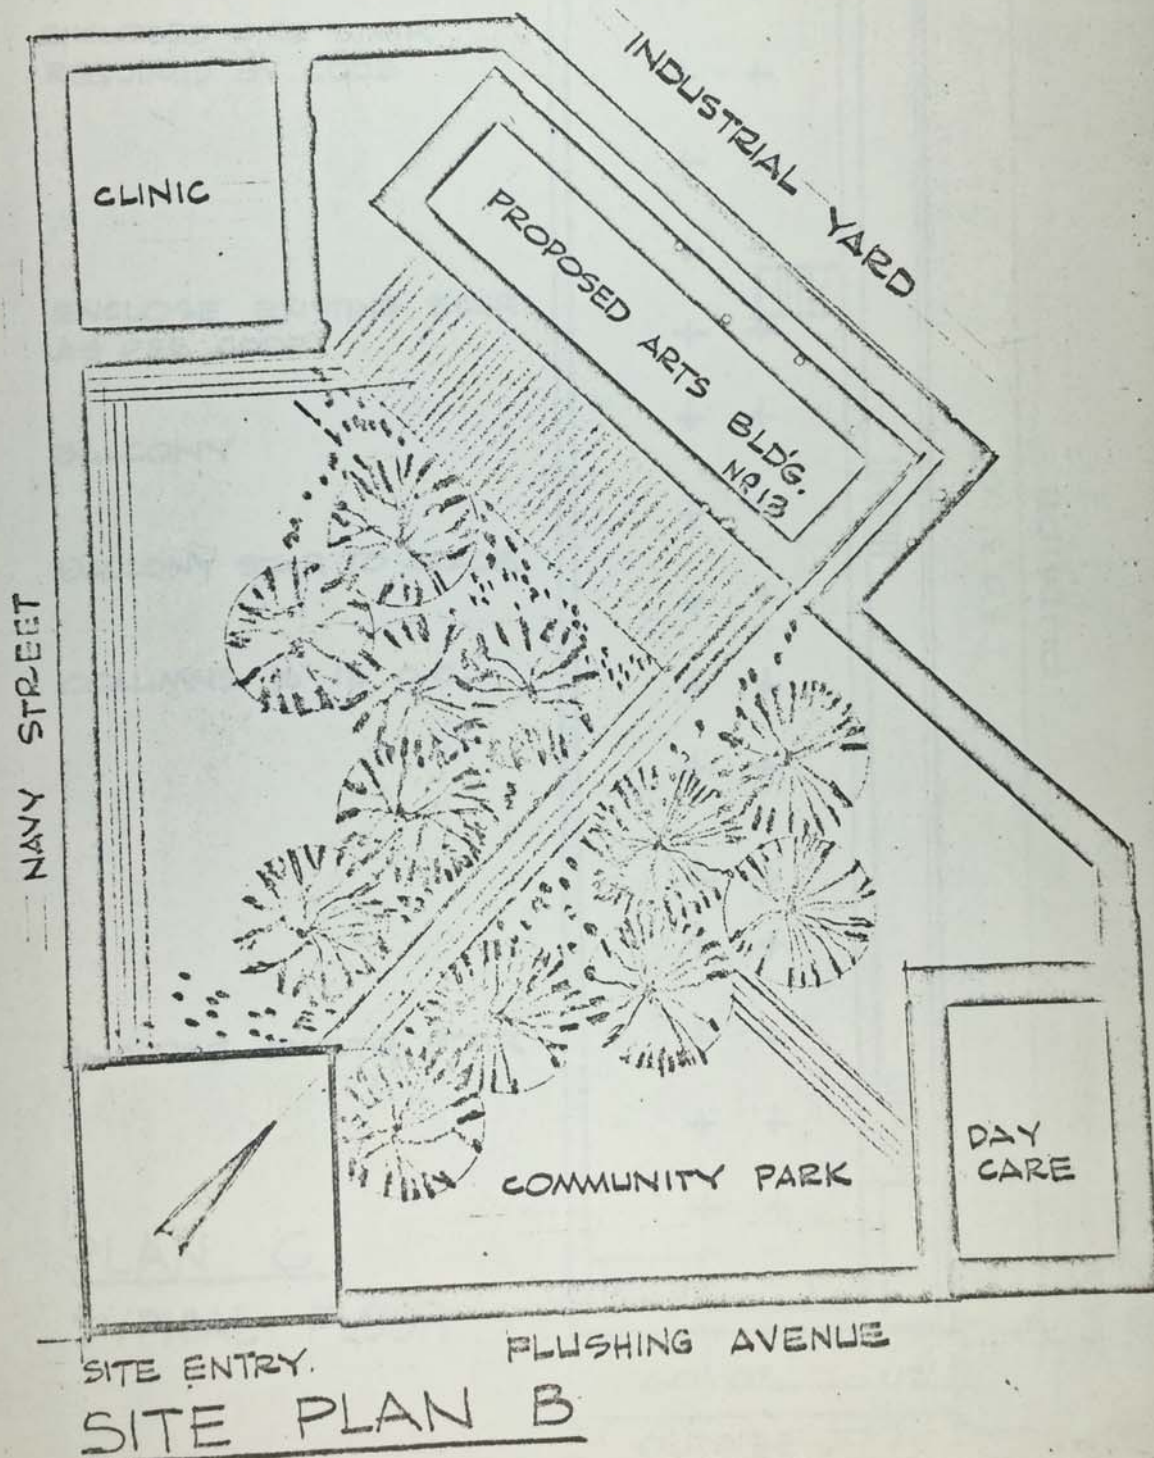 INDUSTRIAL YARD
CLINIC
PROPOSED ARTS BLDG.
NO 13
NAVY STREET
COMMUNITY PARK
DAY
CARE
FLUSHING AVENUE
SITE ENTRY.
SITE PLAN B